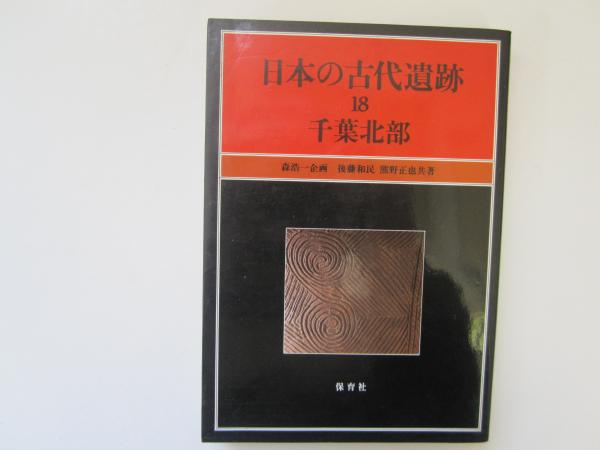 日本の古代遺跡
18
千葉北部
森浩一企画 後藤和民 熊野正也共著
保育社